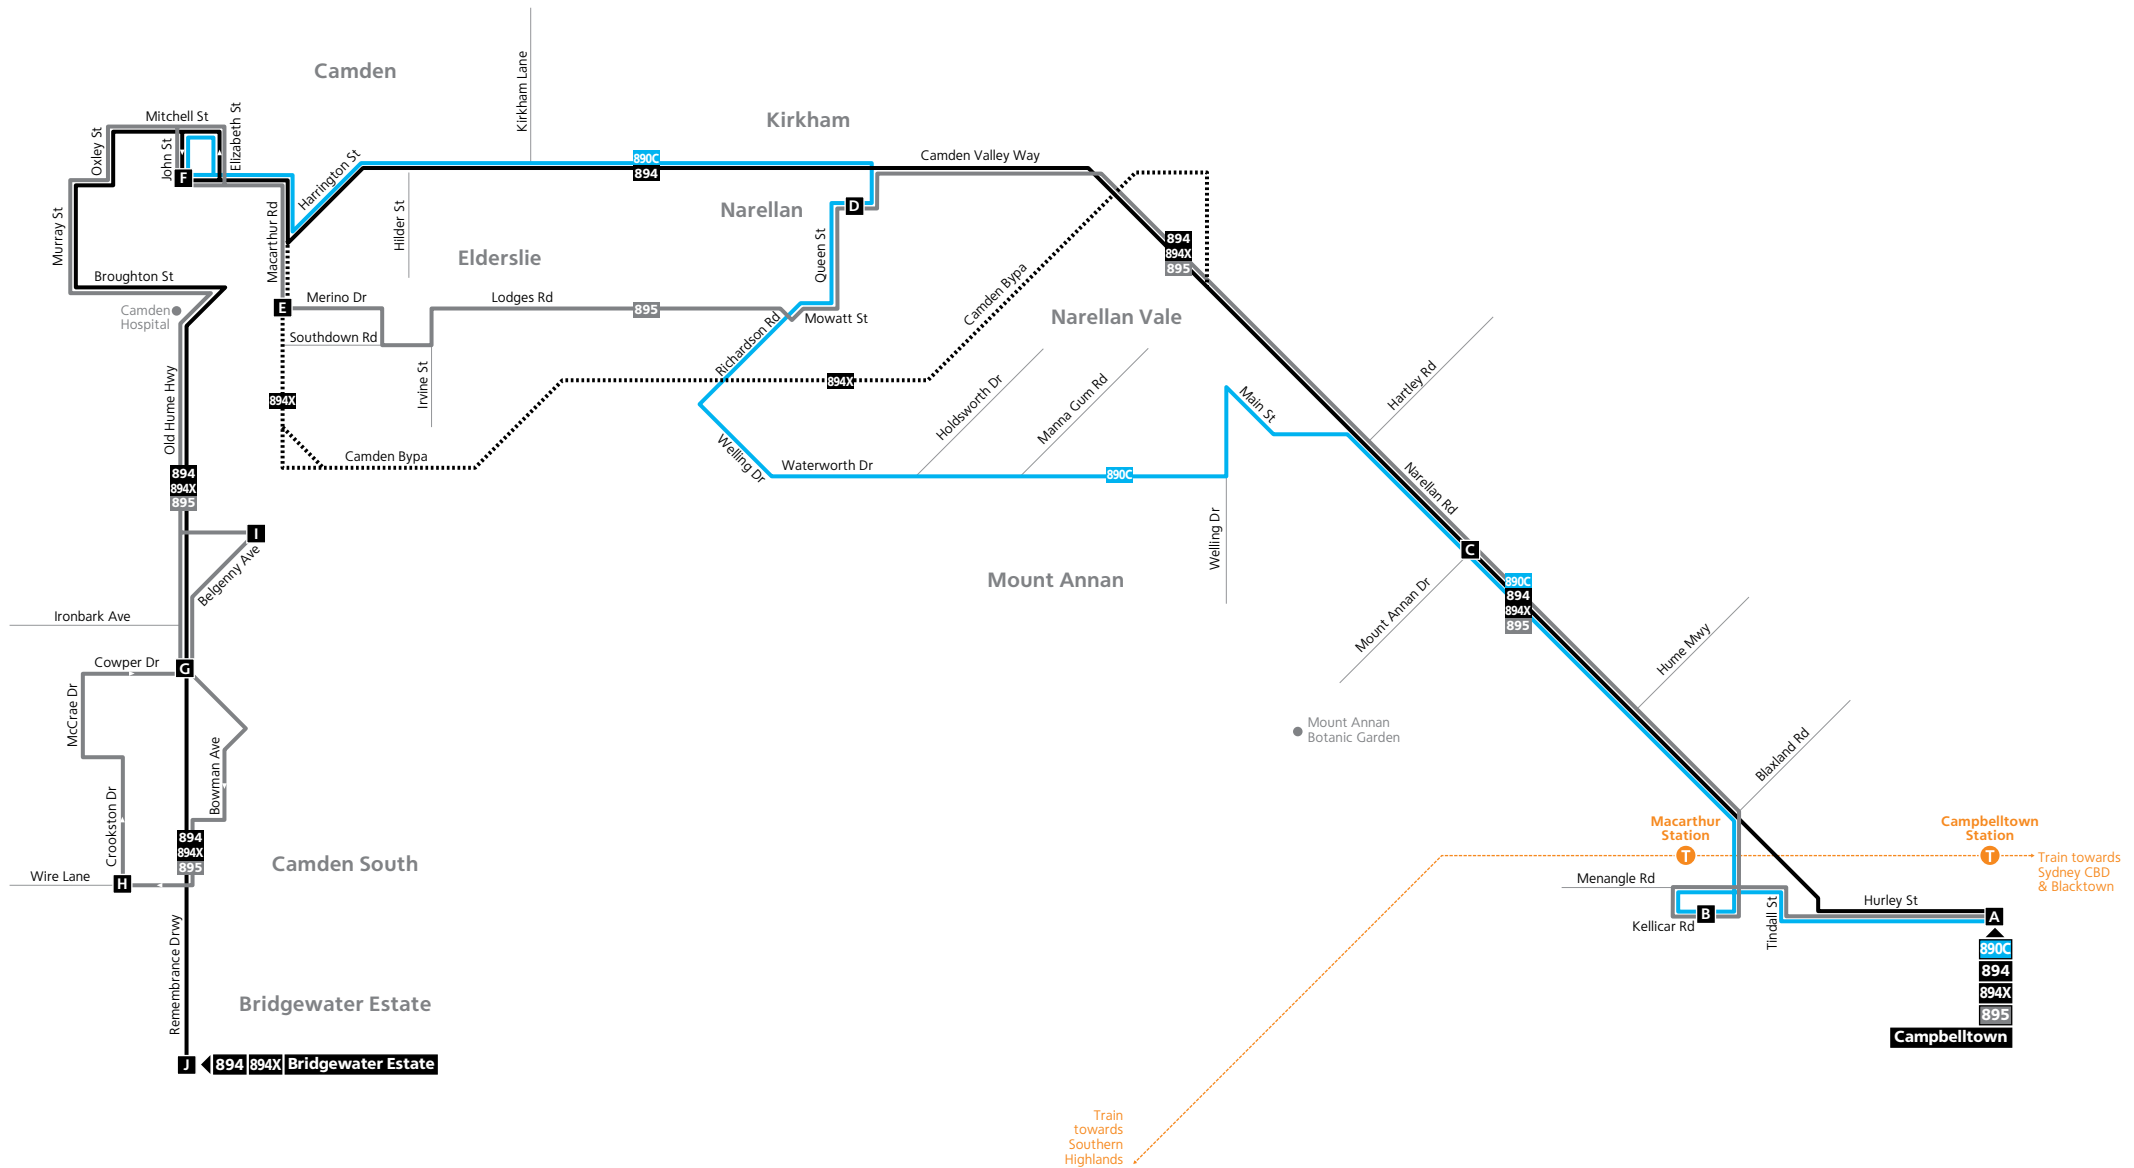 Camden
Kirkham Lane
Mitchell St
Elizabeth St
Oxley St
John St
F
Kirkham
Camden Valley Way
Harrington St
890C
894
Murray St
Macarthur Rd
Hilder St
Narellan
D
Queen St
Elderslie
894
894X
895
Broughton St
Camden
Hospital
E
Merino Dr
Lodges Rd
895
Mowatt St
Camden Bypa
Narellan Vale
Southdown Rd
Richardson Rd
Irvine St
Old Hume Hwy
894X
894X
Holdsworth Dr
Manna Gum Rd
Main St
Hartley Rd
Camden Bypa
Welling Dr
Waterworth Dr
890C
Narellan Rd
894
894X
895
I
Belgenny Ave
Welling Dr
C
Mount Annan
890C
894
894X
895
Mount Annan Dr
Ironbark Ave
Cowper Dr
G
McCrae Dr
Hume Mwy
Mount Annan
Botanic Garden
Blaxland Rd
Bowman Ave
Crookston Dr
894
894X
895
Camden South
Wire Lane
H
Macarthur
Station
T
Campbelltown
Station
T
Train towards
Sydney CBD
& Blacktown
Menangle Rd
B
Kellicar Rd
Tindall St
Hurley St
A
890C
894
894X
895
Campbelltown
Remembrance Drwy
Bridgewater Estate
J
894 894X Bridgewater Estate
Train
towards
Southern
Highlands